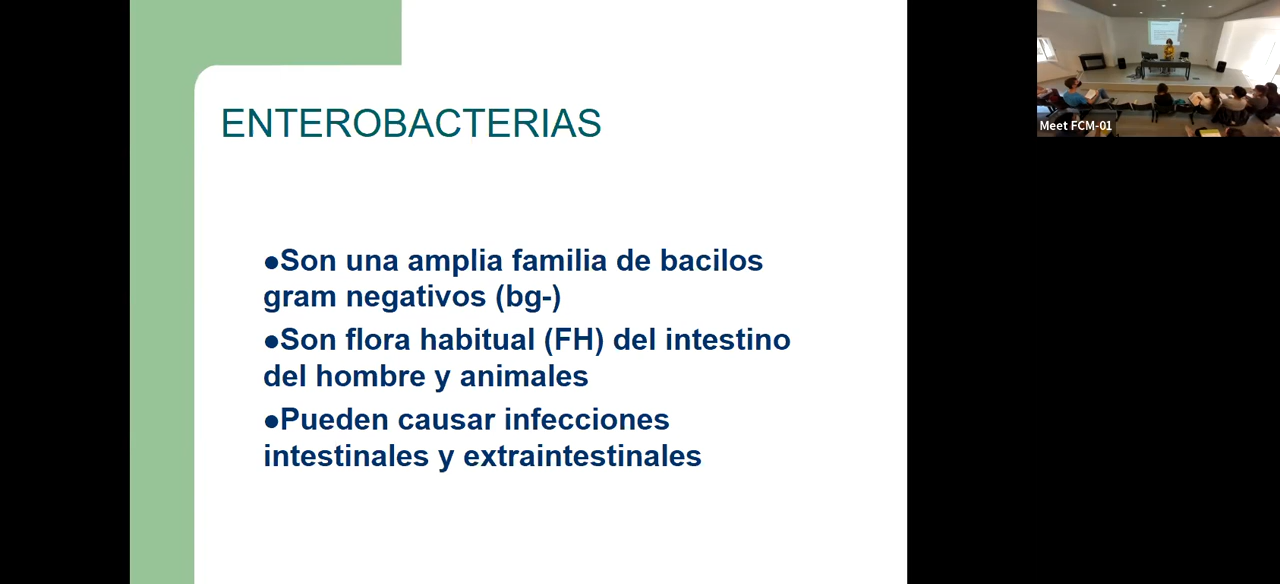 ENTEROBACTERIAS
●Son una amplia familia de bacilos
gram negativos (bg-)
●Son flora habitual (FH) del intestino
del hombre y animales
●Pueden causar infecciones
intestinales y extraintestinales
Meet FCM-01